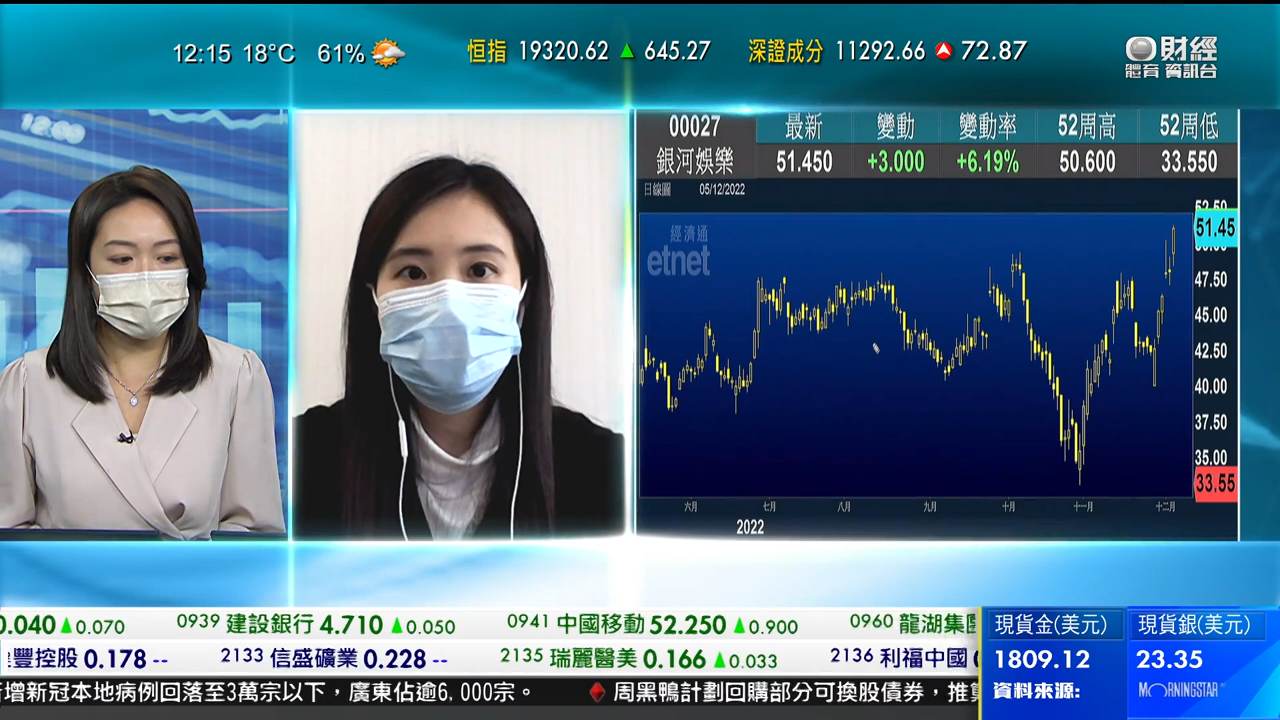 12:15 18°C 61% 恒指 19320.62 ▲ 645.27 深證成分 11292.66 ▲ 72.87
財經
體育 資訊台
12:00
00027 最新 變動 變動率 52周高 52周低
銀河娛樂 51.450 +3.000 +6.19% 50.600 33.550
日線圖 05/12/2022
經濟通
etnet
52.50
51.45
47.50
45.00
42.50
40.00
37.50
35.00
33.55
六月 七月 八月 九月 十月 十一月 十二月
2022
0.040 ▲0.070 0939 建設銀行 4.710 ▲0.050 0941 中國移動 52.250 ▲0.900 0960 龍湖集團
豐控股 0.178 -- 2133 信盛礦業 0.228 -- 2135 瑞麗醫美 0.166 ▲0.033 2136 利福中國
增新冠本地病例回落至3萬宗以下，廣東佔逾6,000宗。 周黑鴨計劃回購部分可換股債券，推算
現貨金(美元) 現貨銀(美元)
1809.12 23.35
資料來源: MORNINGSTAR